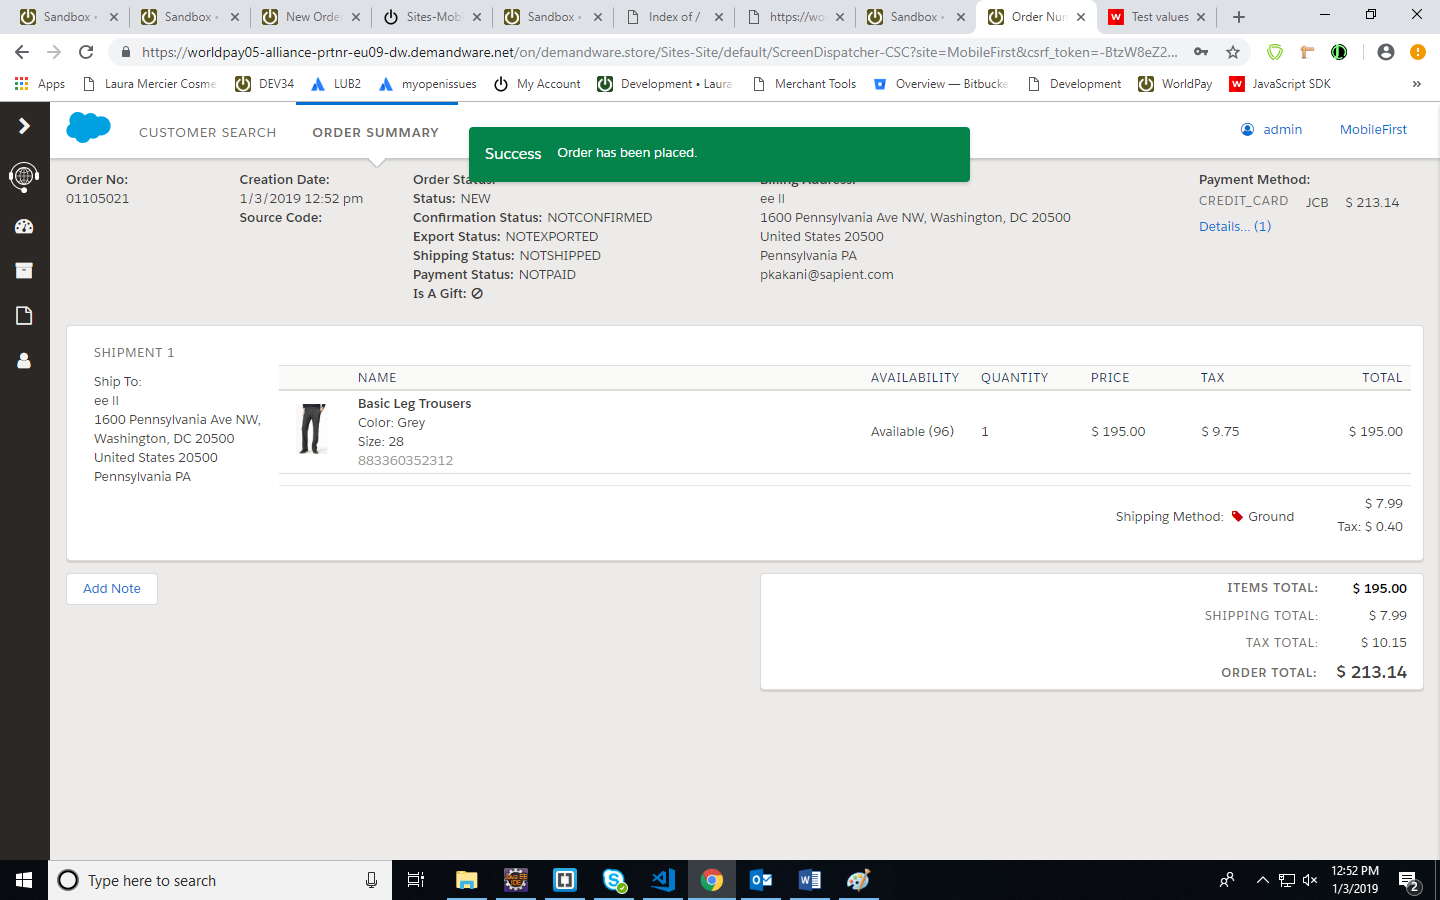 Sandbox -
Sandbox -
New Orde
Sites-Mob
Sandbox -
Index of /
https://wo
Sandbox -
Order Num
Test values
https://worldpay05-alliance-prtnr-eu09-dw.demandware.net/on/demandware.store/Sites-Site/default/ScreenDispatcher-CSC?site=MobileFirst&csrf_token=-BtzW8eZ2...
Apps
Laura Mercier Cosme
DEV34
LUB2
myopenissues
My Account
Development • Laura
Merchant Tools
Overview — Bitbucke
Development
WorldPay
JavaScript SDK
»
CUSTOMER SEARCH
ORDER SUMMARY
Success Order has been placed.
admin
MobileFirst
Order No:
01105021
Creation Date:
1/3/2019 12:52 pm
Source Code:
Order Status:
Status: NEW
Confirmation Status: NOTCONFIRMED
Export Status: NOTEXPORTED
Shipping Status: NOTSHIPPED
Payment Status: NOTPAID
Is A Gift:
Billing Address:
ee ll
1600 Pennsylvania Ave NW, Washington, DC 20500
United States 20500
Pennsylvania PA
pkakani@sapient.com
Payment Method:
CREDIT_CARD JCB $ 213.14
Details... (1)
SHIPMENT 1
Ship To:
ee ll
1600 Pennsylvania Ave NW,
Washington, DC 20500
United States 20500
Pennsylvania PA
NAME AVAILABILITY QUANTITY PRICE TAX TOTAL
Basic Leg Trousers
Color: Grey
Size: 28
883360352312
Available (96) 1 $ 195.00 $ 9.75 $ 195.00
Shipping Method: Ground
$ 7.99
Tax: $ 0.40
Add Note
ITEMS TOTAL: $ 195.00
SHIPPING TOTAL: $ 7.99
TAX TOTAL: $ 10.15
ORDER TOTAL: $ 213.14
Type here to search
12:52 PM
1/3/2019
2